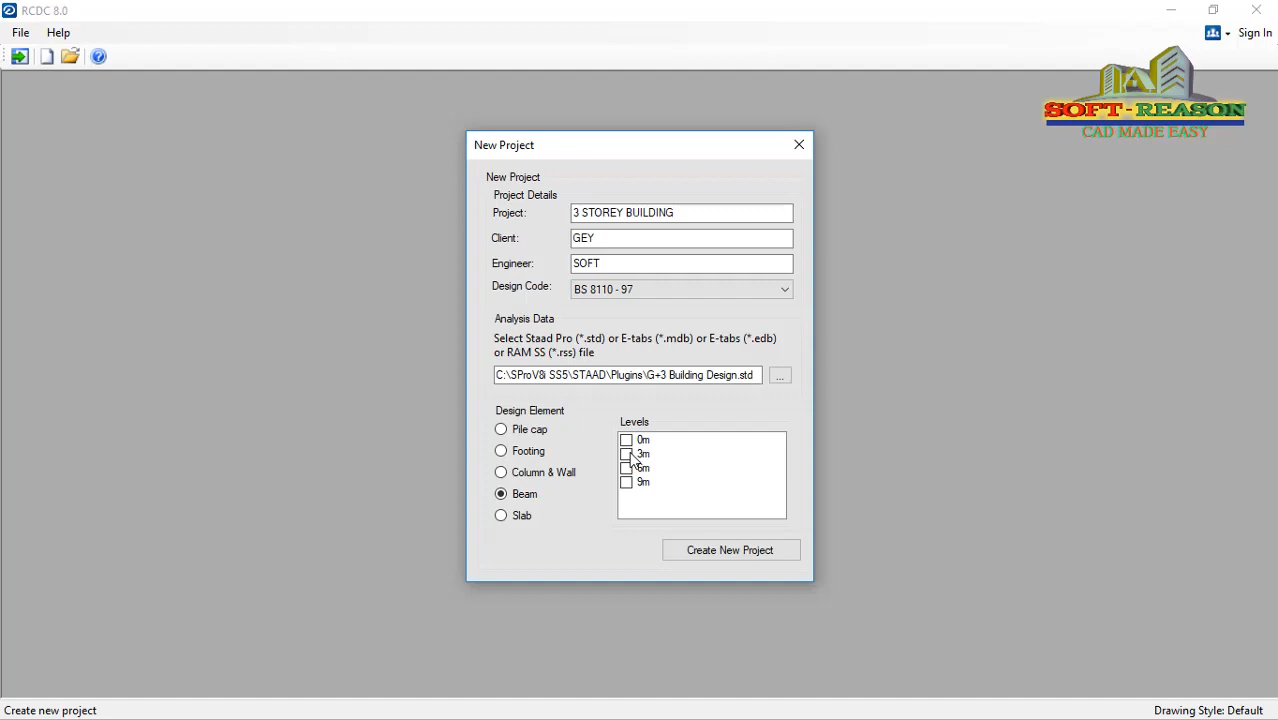 RCDC 8.0
File Help
Sign In
SOFT-REASON
CAD MADE EASY
New Project
New Project
Project Details
Project: 3 STOREY BUILDING
Client: GEY
Engineer: SOFT
Design Code: BS 8110 - 97
Analysis Data
Select Staad Pro (*.std) or E-tabs (*.mdb) or E-tabs (*.edb)
or RAM SS (*.rss) file
C:\SProV8i SS5\STAAD\Plugins\G+3 Building Design.std ...
Design Element
Levels
Pile cap
0m
Footing
3m
6m
Column & Wall
9m
Beam
Slab
Create New Project
Create new project
Drawing Style: Default